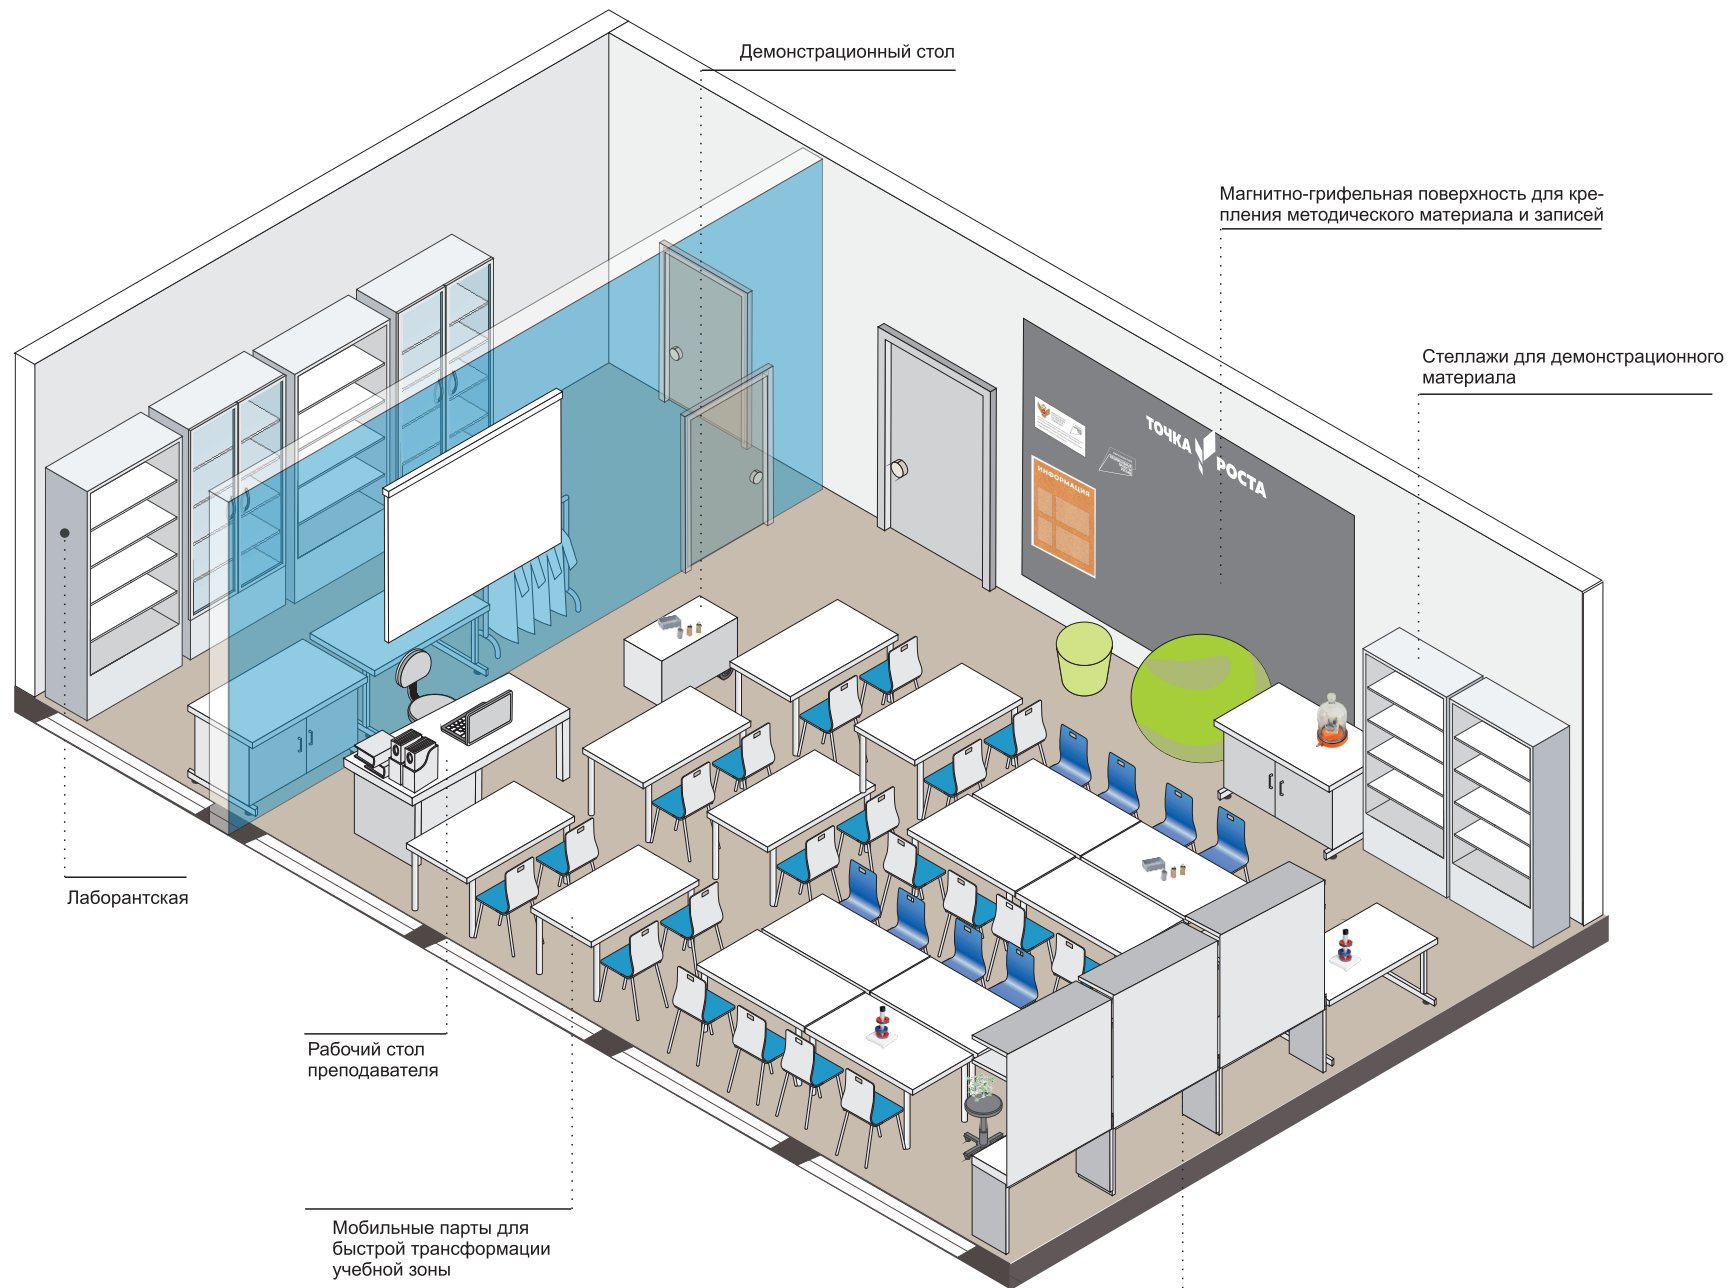 Демонстрационный стол
Магнитно-грифельная поверхность для кре-
пления методического материала и записей
Стеллажи для демонстрационного
материала
ТОЧКА
РОСТА
ИНФОРМАЦИЯ
Лаборантская
Рабочий стол
преподавателя
Мобильные парты для
быстрой трансформации
учебной зоны